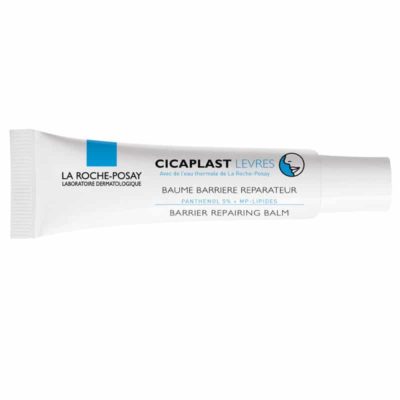 LA ROCHE-POSAY
LABORATOIRE DERMATOLOGIQUE
CICAPLAST LEVRES
Avec de l'eau thermale de La Roche-Posay
BAUME BARRIERE REPARATEUR
PANTHÉNOL 5% + MP-LIPIDES
BARRIER REPAIRING BALM